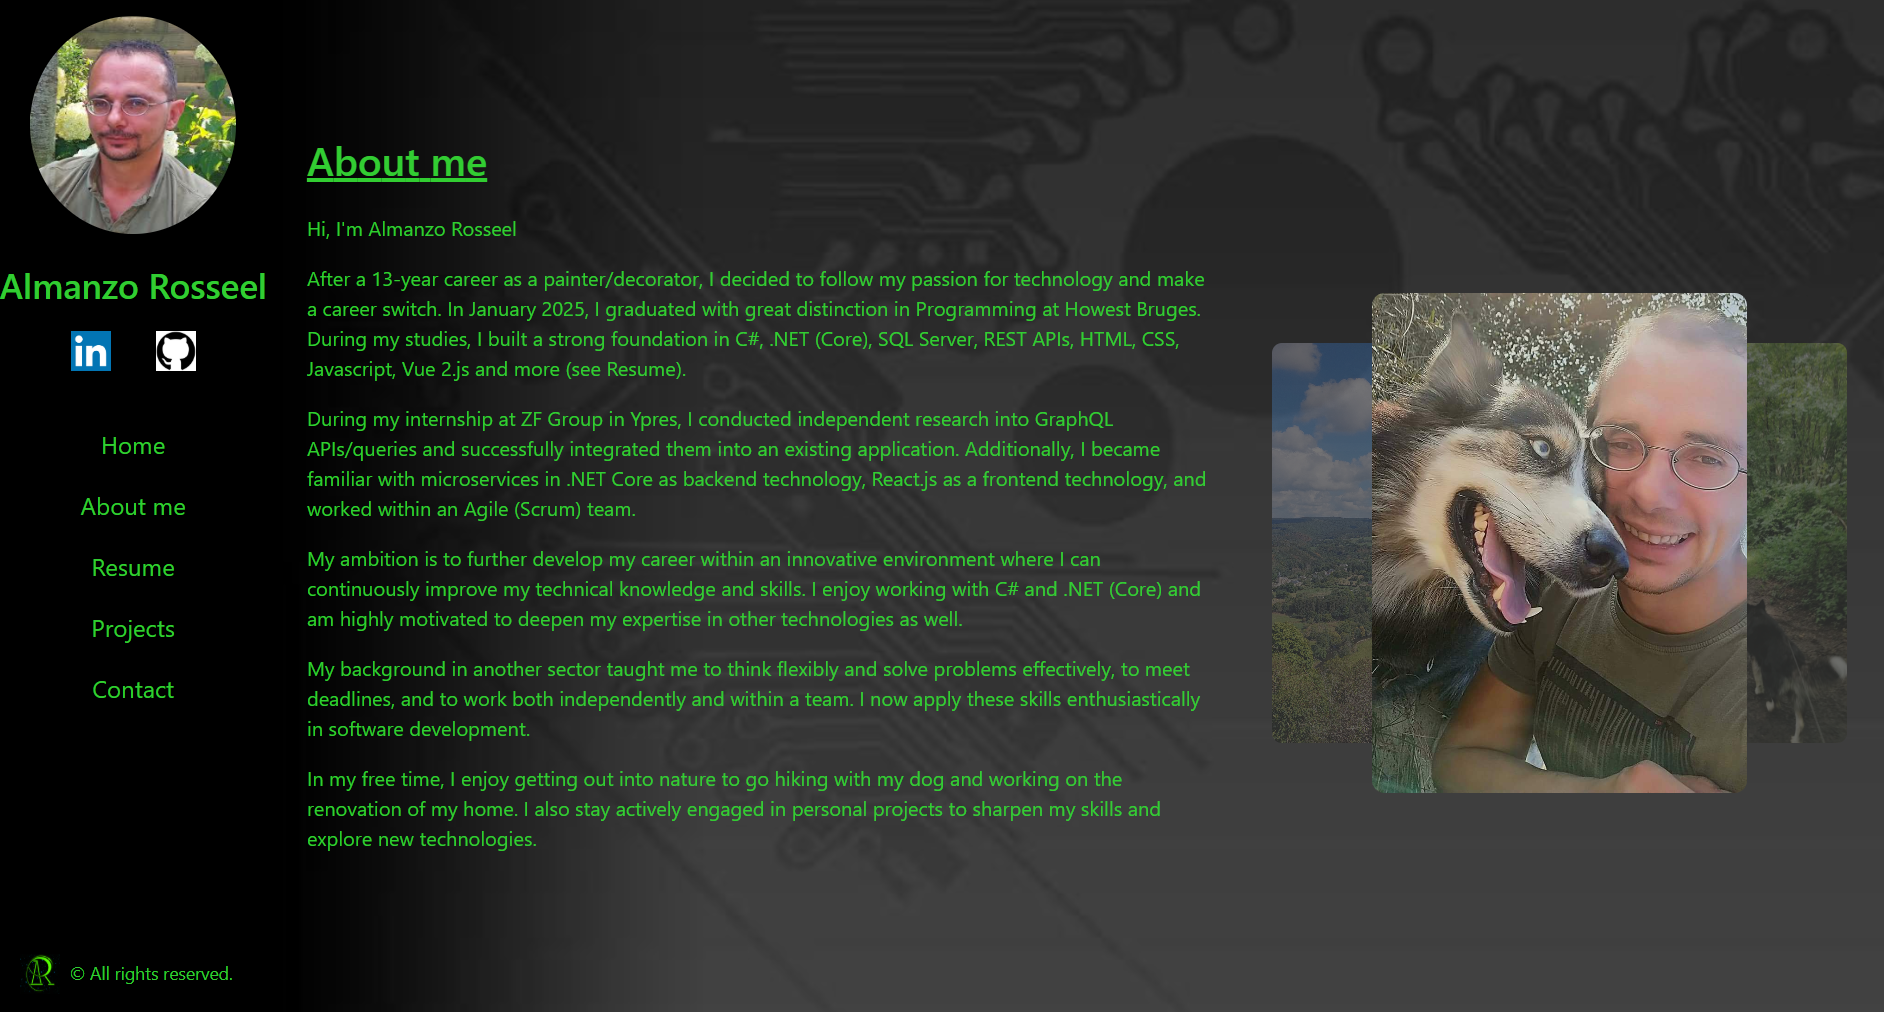 Almanzo Rosseel
in
Home
About me
Resume
Projects
Contact
AR © All rights reserved.
About me
Hi, I'm Almanzo Rosseel
After a 13-year career as a painter/decorator, I decided to follow my passion for technology and make
a career switch. In January 2025, I graduated with great distinction in Programming at Howest Bruges.
During my studies, I built a strong foundation in C#, .NET (Core), SQL Server, REST APIs, HTML, CSS,
Javascript, Vue 2.js and more (see Resume).
During my internship at ZF Group in Ypres, I conducted independent research into GraphQL
APIs/queries and successfully integrated them into an existing application. Additionally, I became
familiar with microservices in .NET Core as backend technology, React.js as a frontend technology, and
worked within an Agile (Scrum) team.
My ambition is to further develop my career within an innovative environment where I can
continuously improve my technical knowledge and skills. I enjoy working with C# and .NET (Core) and
am highly motivated to deepen my expertise in other technologies as well.
My background in another sector taught me to think flexibly and solve problems effectively, to meet
deadlines, and to work both independently and within a team. I now apply these skills enthusiastically
in software development.
In my free time, I enjoy getting out into nature to go hiking with my dog and working on the
renovation of my home. I also stay actively engaged in personal projects to sharpen my skills and
explore new technologies.